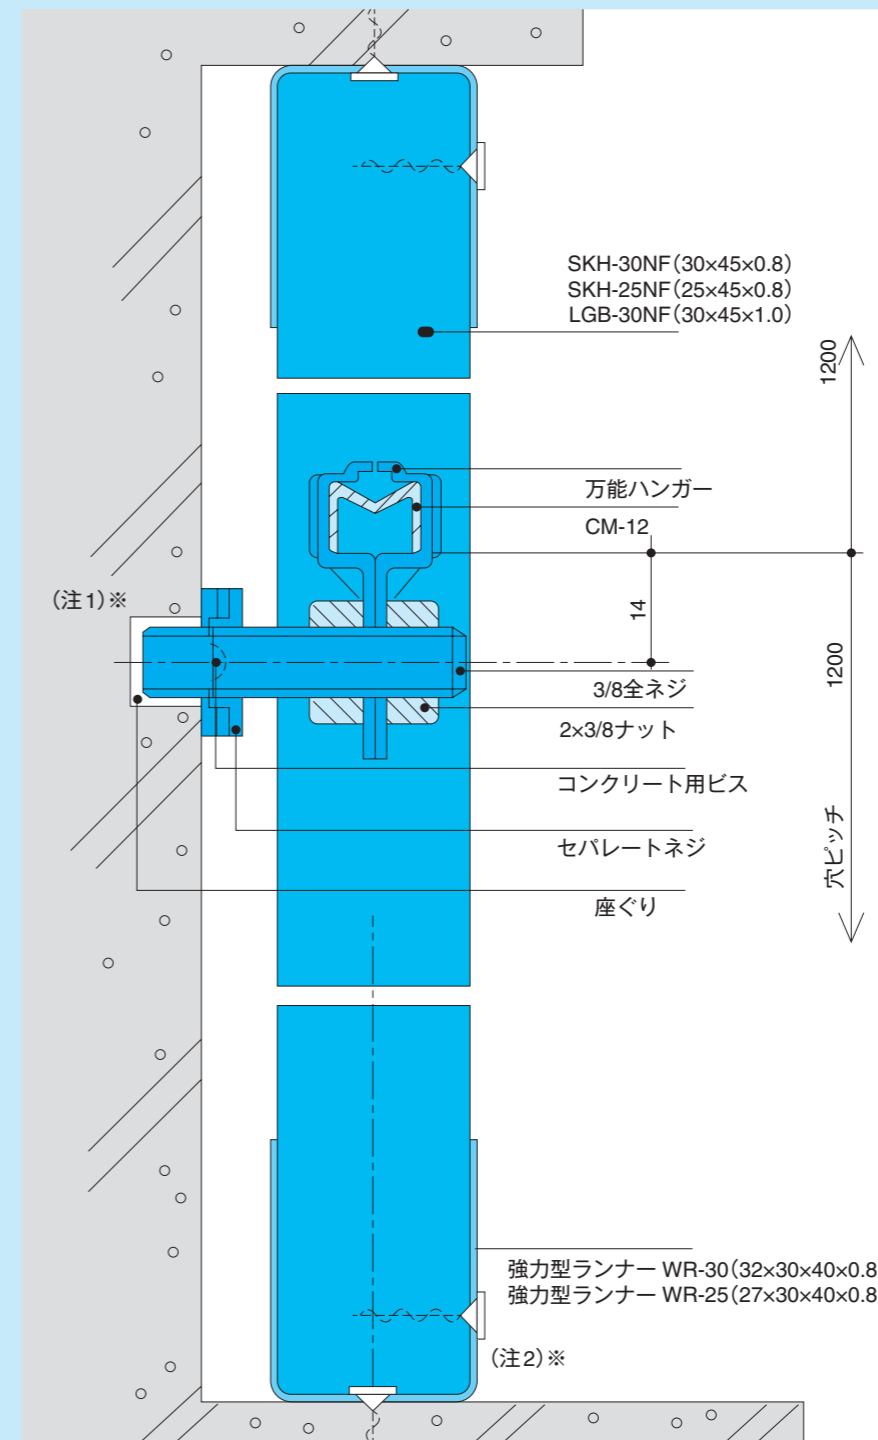 SKH-30NF(30×45×0.8)
SKH-25NF(25×45×0.8)
LGB-30NF(30×45×1.0)
1200
万能ハンガー
CM-12
(注1)※
14
1200
3/8全ネジ
2×3/8ナット
コンクリート用ビス
セパレートネジ
穴ピッチ
座ぐり
強力型ランナー WR-30(32×30×40×0.8
強力型ランナー WR-25(27×30×40×0.8
(注2)※